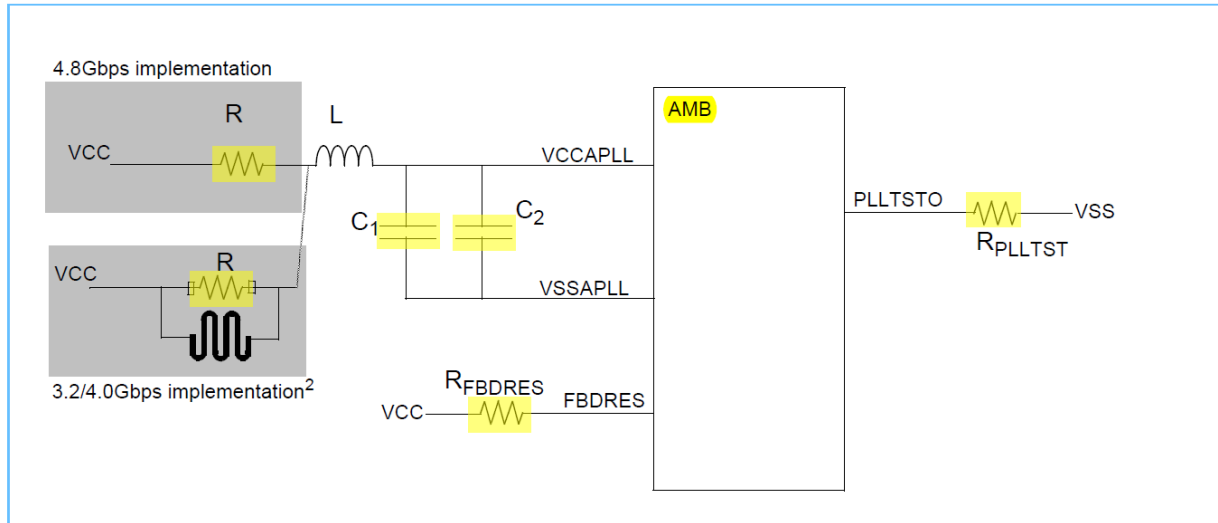 4.8Gbps implementation
R
L
VCC
AMB
VCCAPLL
PLLTSTO
VSS
C1
C2
RPLLTST
VCC
R
VSSAPLL
3.2/4.0Gbps implementation2
RFBDRES
VCC
FBDRES